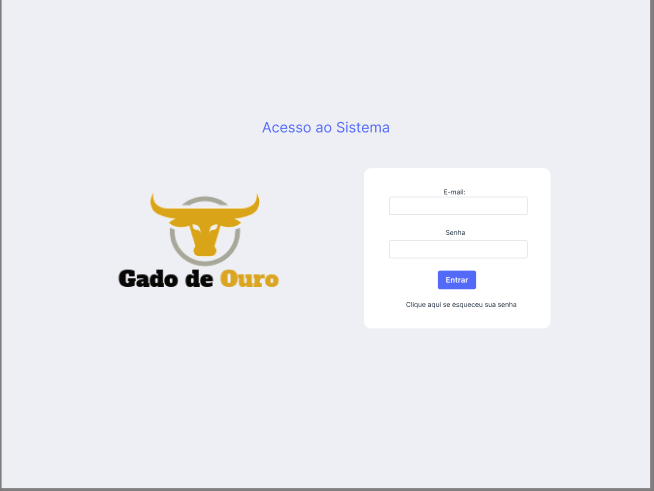 Acesso ao Sistema
Gado de Ouro
E-mail:
Senha
Entrar
Clique aqui se esqueceu sua senha